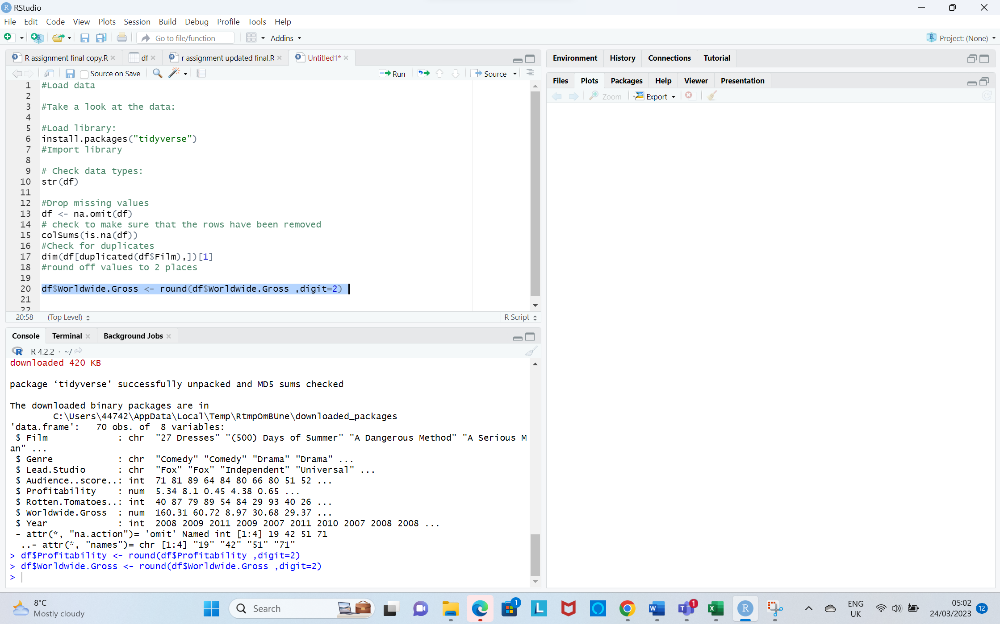 RStudio
File Edit Code View Plots Session Build Debug Profile Tools Help
Go to file/function Addins Project: (None)
R assignment final copy.R df r assignment updated final.R Untitled1*
Source on Save Run Source
1 #Load data
2
3 #Take a look at the data:
4
5 #Load library:
6 install.packages("tidyverse")
7 #Import library
8
9 # Check data types:
10 str(df)
11
12 #Drop missing values
13 df <- na.omit(df)
14 # check to make sure that the rows have been removed
15 colSums(is.na(df))
16 #Check for duplicates
17 dim(df[duplicated(df$Film),])[1]
18 #round off values to 2 places
19
20 df$Worldwide.Gross <- round(df$Worldwide.Gross ,digit=2)
21
22
20:58 (Top Level) R Script
Console Terminal Background Jobs
R 4.2.2 · ~/
downloaded 420 KB
package ‘tidyverse’ successfully unpacked and MD5 sums checked
The downloaded binary packages are in
C:\Users\44742\AppData\Local\Temp\RtmpOmBUne\downloaded_packages
'data.frame': 70 obs. of 8 variables:
$ Film : chr "27 Dresses" "(500) Days of Summer" "A Dangerous Method" "A Serious M
an" ...
$ Genre : chr "Comedy" "Comedy" "Drama" "Drama" ...
$ Lead.Studio : chr "Fox" "Fox" "Independent" "Universal" ...
$ Audience..score..: int 71 81 89 64 84 80 66 80 51 52 ...
$ Profitability : num 5.34 8.1 0.45 4.38 0.65 ...
$ Rotten.Tomatoes..: int 40 87 79 89 54 84 29 93 40 26 ...
$ Worldwide.Gross : num 160.31 60.72 8.97 30.68 29.37 ...
$ Year : int 2008 2009 2011 2009 2007 2011 2010 2007 2008 2008 ...
- attr(*, "na.action")= 'omit' Named int [1:4] 19 42 51 71
..- attr(*, "names")= chr [1:4] "19" "42" "51" "71"
> df$Profitability <- round(df$Profitability ,digit=2)
> df$Worldwide.Gross <- round(df$Worldwide.Gross ,digit=2)
>
Environment History Connections Tutorial
Files Plots Packages Help Viewer Presentation
Zoom Export
8°C
Mostly cloudy
Search
1
1
ENG
UK
05:02
24/03/2023
12